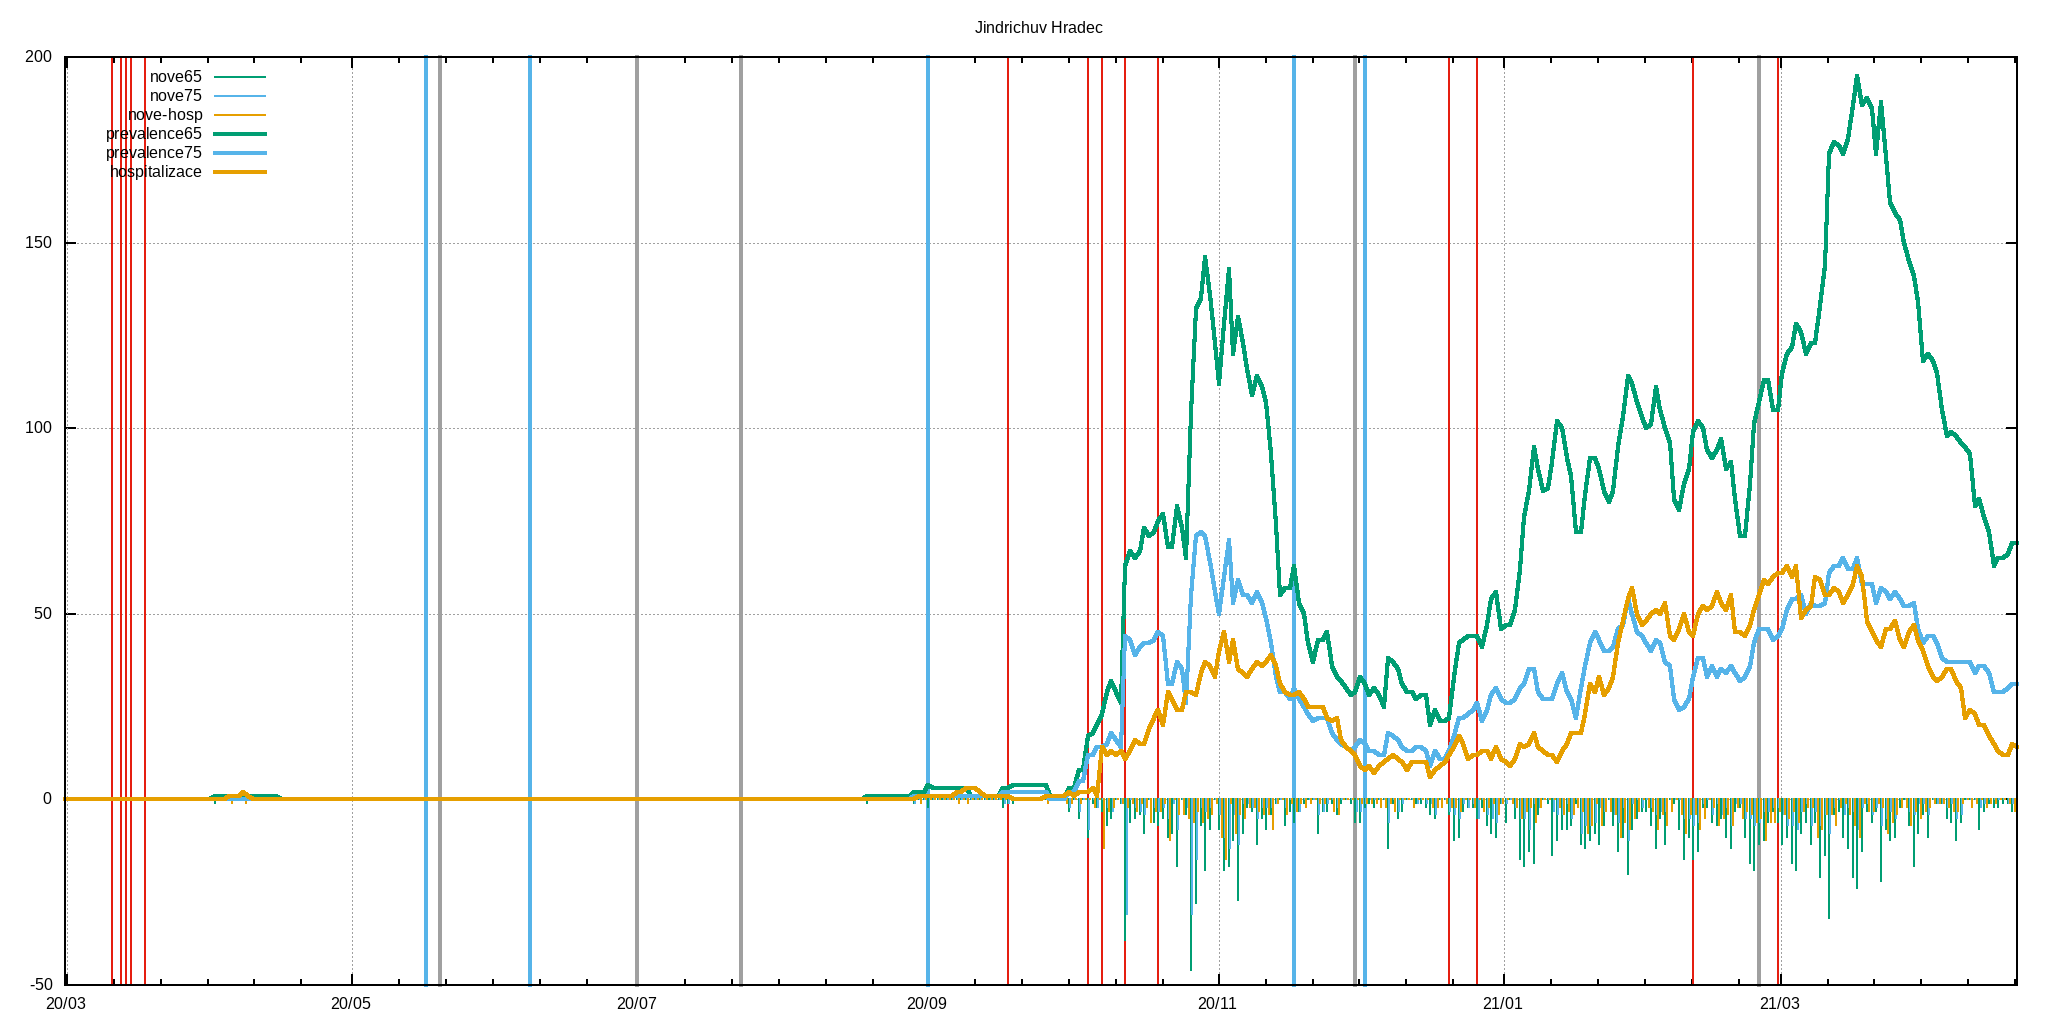 Jindrichuv Hradec
200
nove65
nove75
nove-hosp
prevalence65
prevalence75
hospitalizace
150
100
50
0
-50
20/03 20/05 20/07 20/09 20/11 21/01 21/03